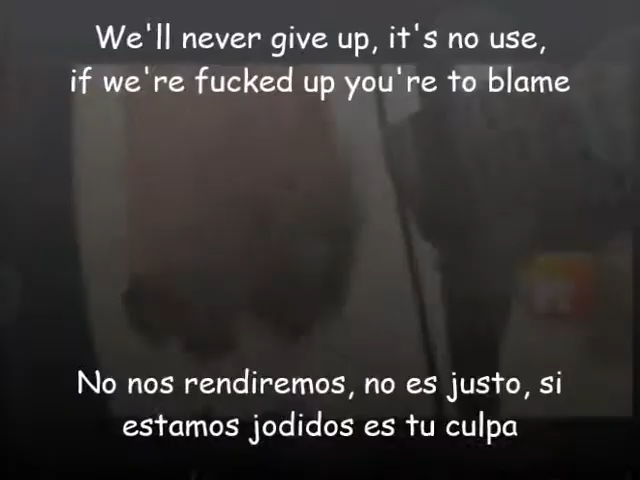 We'll never give up, it's no use,
if we're fucked up you're to blame
No nos rendiremos, no es justo, si
estamos jodidos es tu culpa